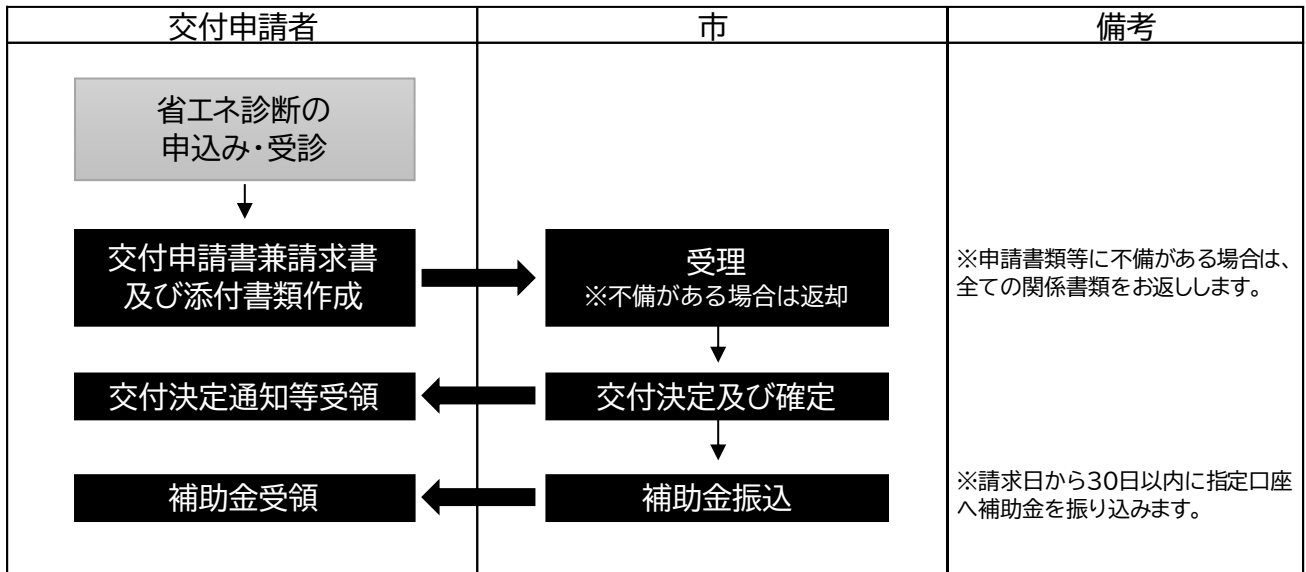 交付申請者
市
備考
省エネ診断の
申込み・受診
交付申請書兼請求書
及び添付書類作成
受理
※不備がある場合は返却
※申請書類等に不備がある場合は、
全ての関係書類をお返しします。
交付決定通知等受領
交付決定及び確定
補助金受領
補助金振込
※請求日から30日以内に指定口座
へ補助金を振り込みます。